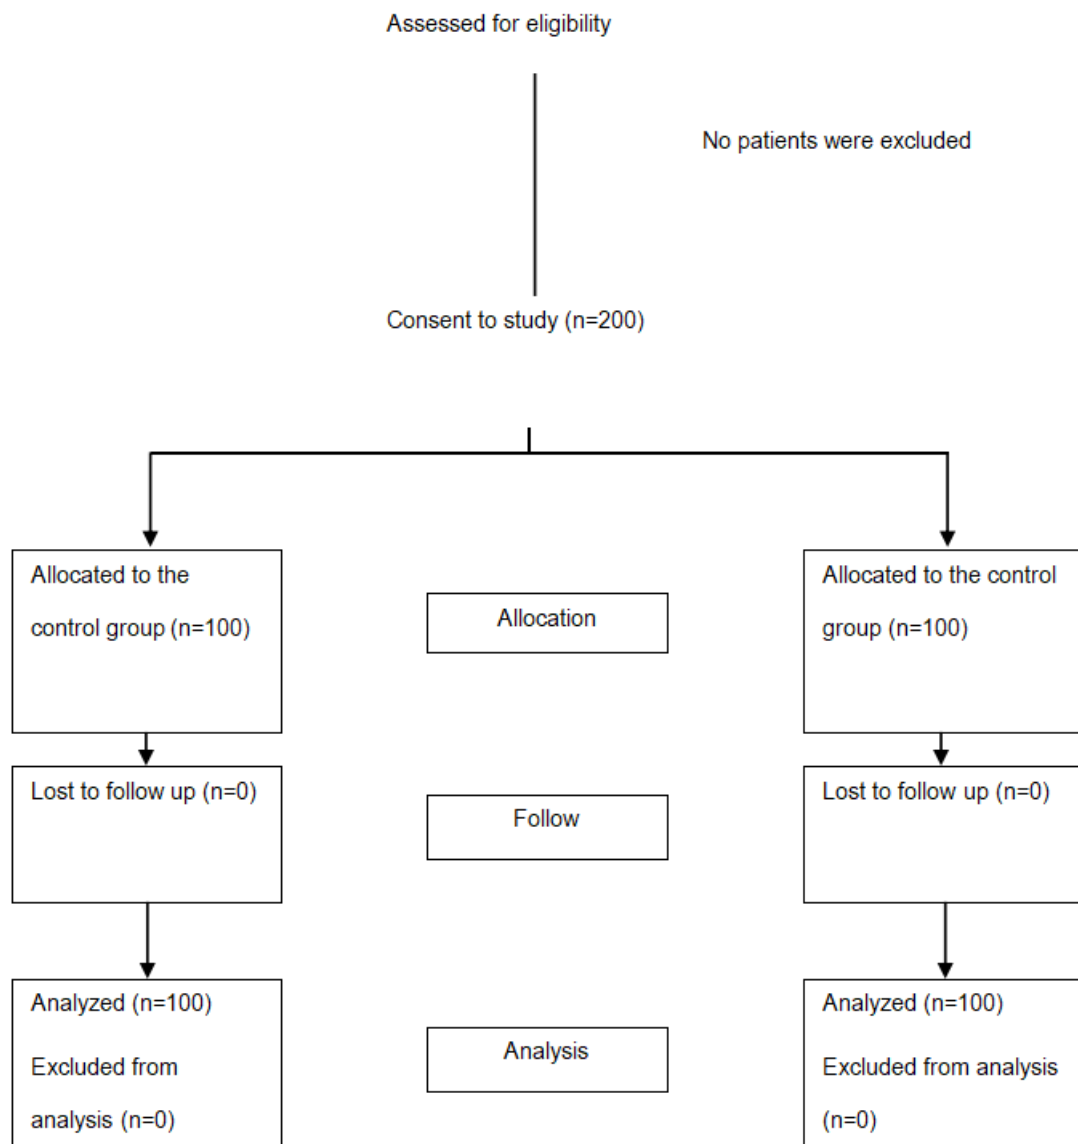 Assessed for eligibility
No patients were excluded
Consent to study (n=200)
Allocated to the
control group (n=100)
Allocation
Allocated to the control
group (n=100)
Lost to follow up (n=0)
Follow
Lost to follow up (n=0)
Analyzed (n=100)
Excluded from
analysis (n=0)
Analysis
Analyzed (n=100)
Excluded from analysis
(n=0)